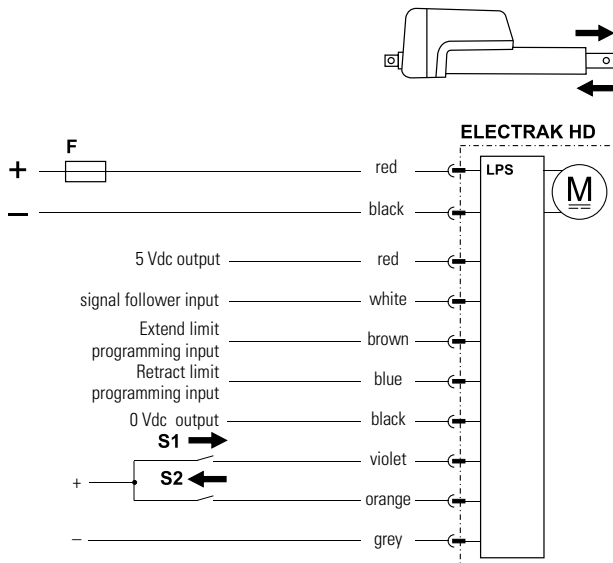 ELECTRAK HD
F
+ red LPS
M
− black
5 Vdc output red
signal follower input white
Extend limit
programming input brown
Retract limit
programming input blue
0 Vdc output black
S1
violet
S2
+
orange
− grey